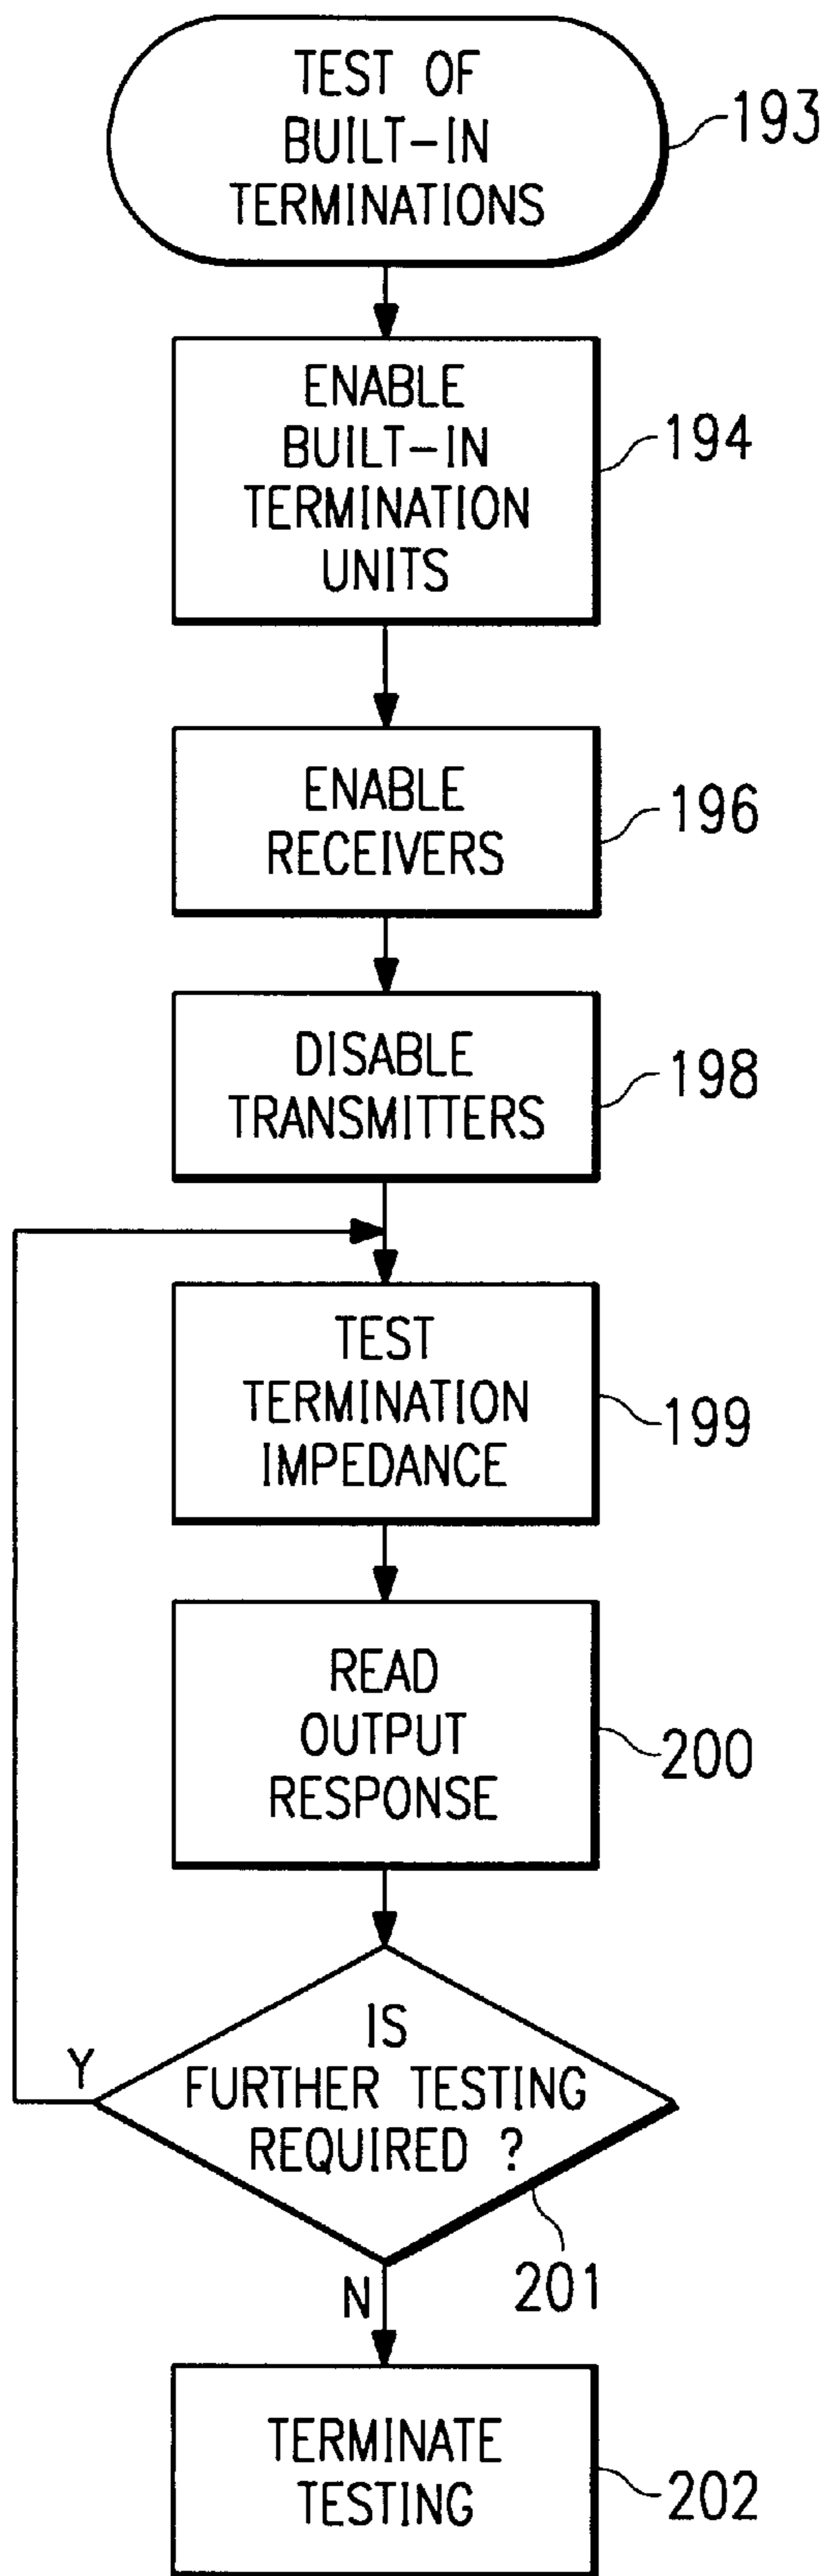 TEST OF
BUILT-IN
TERMINATIONS
193
ENABLE
BUILT-IN
TERMINATION
UNITS
194
ENABLE
RECEIVERS
196
DISABLE
TRANSMITTERS
198
TEST
TERMINATION
IMPEDANCE
199
READ
OUTPUT
RESPONSE
200
IS
FURTHER TESTING
REQUIRED ?
Y
201
N
TERMINATE
TESTING
202